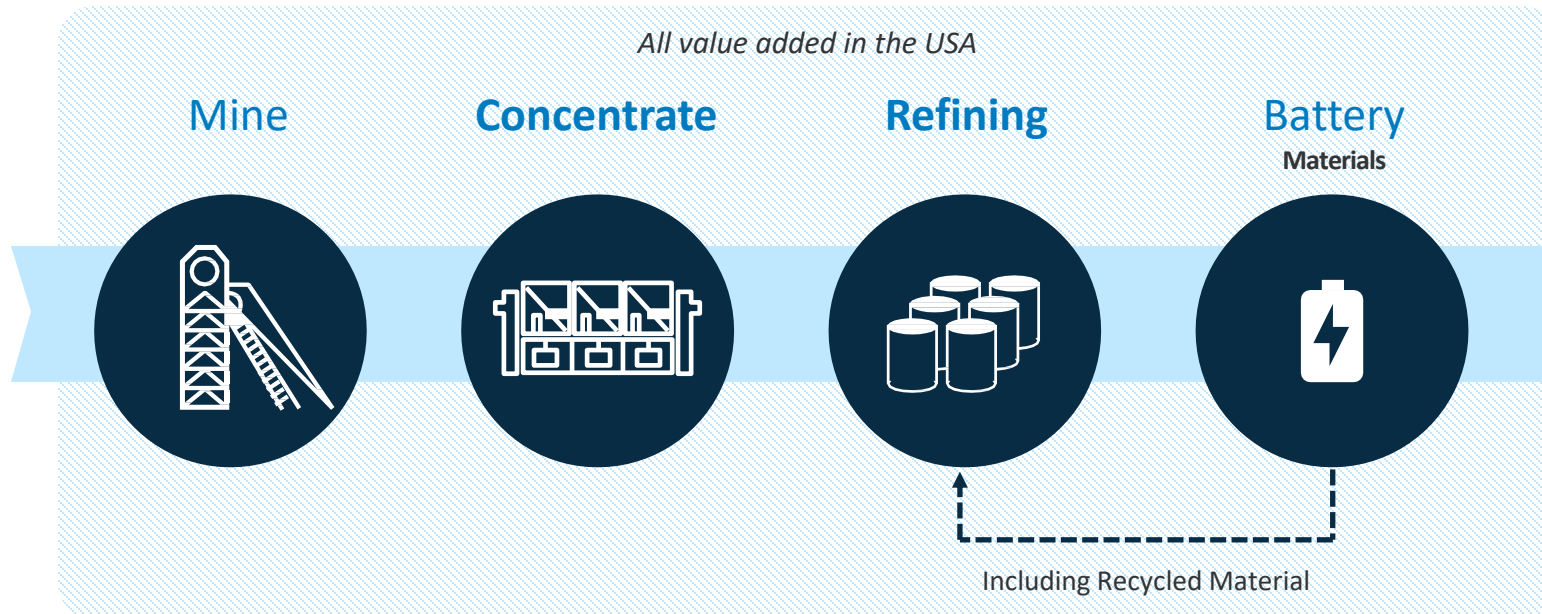 All value added in the USA
Mine
Concentrate
Refining
Battery
Materials
Including Recycled Material